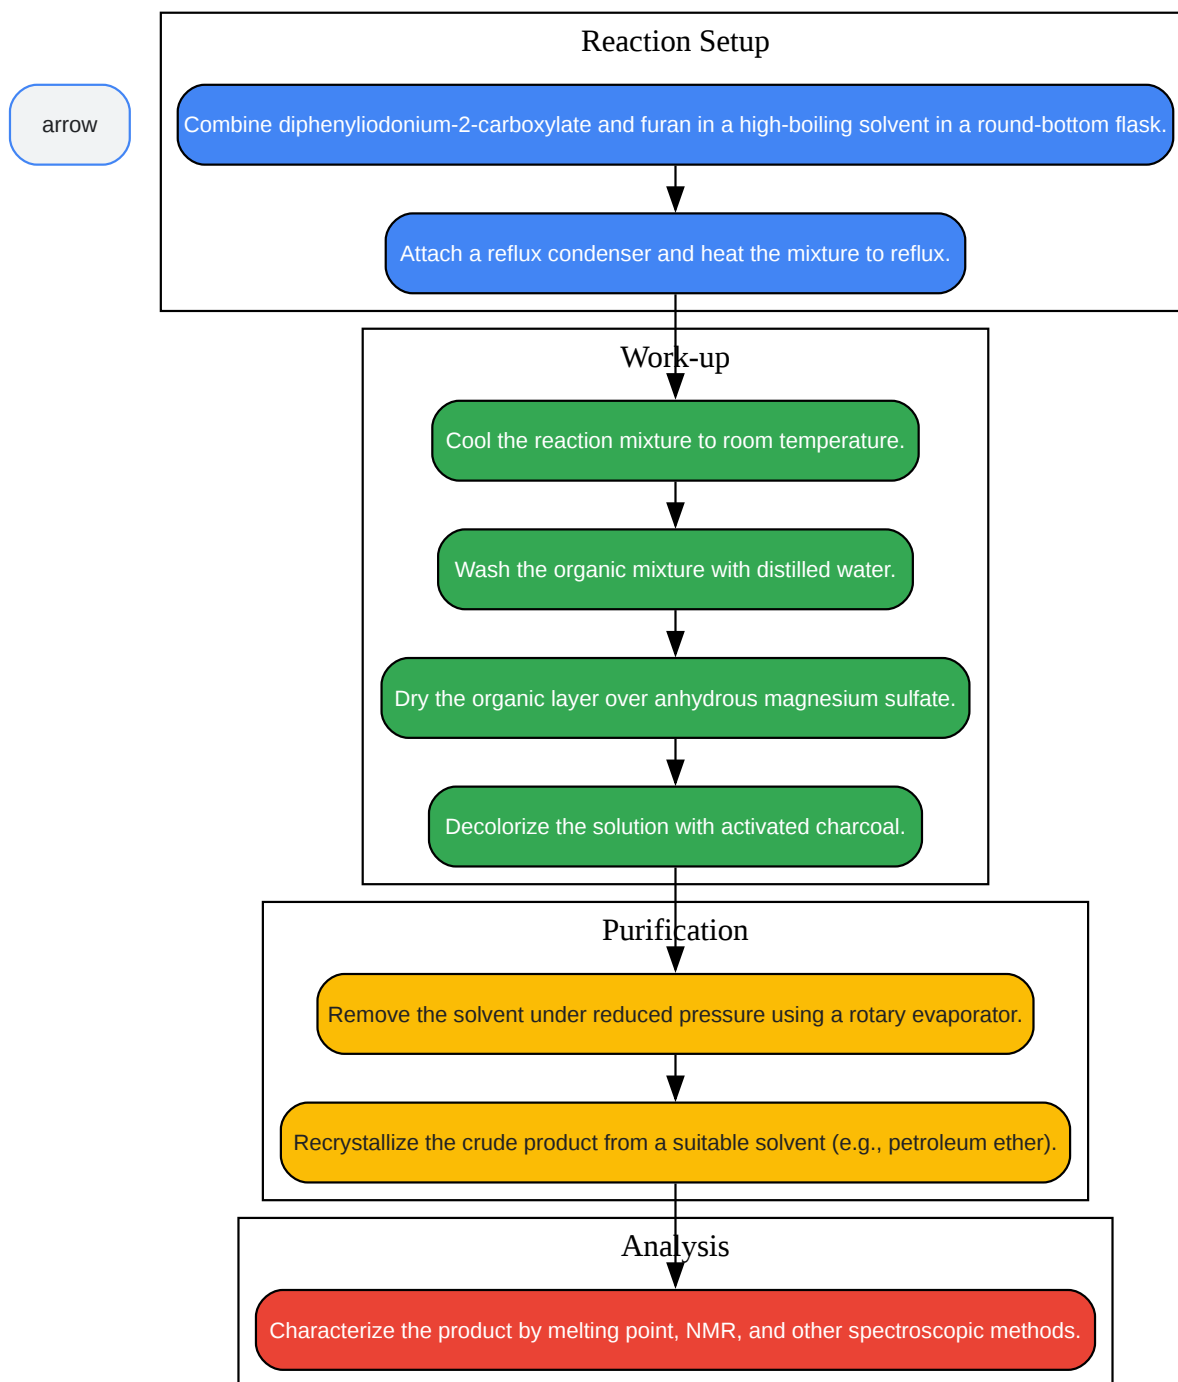 Reaction Setup
arrow
Combine diphenyliodonium-2-carboxylate and furan in a high-boiling solvent in a round-bottom flask.
Attach a reflux condenser and heat the mixture to reflux.
Work-up
Cool the reaction mixture to room temperature.
Wash the organic mixture with distilled water.
Dry the organic layer over anhydrous magnesium sulfate.
Decolorize the solution with activated charcoal.
Purification
Remove the solvent under reduced pressure using a rotary evaporator.
Recrystallize the crude product from a suitable solvent (e.g., petroleum ether).
Analysis
Characterize the product by melting point, NMR, and other spectroscopic methods.